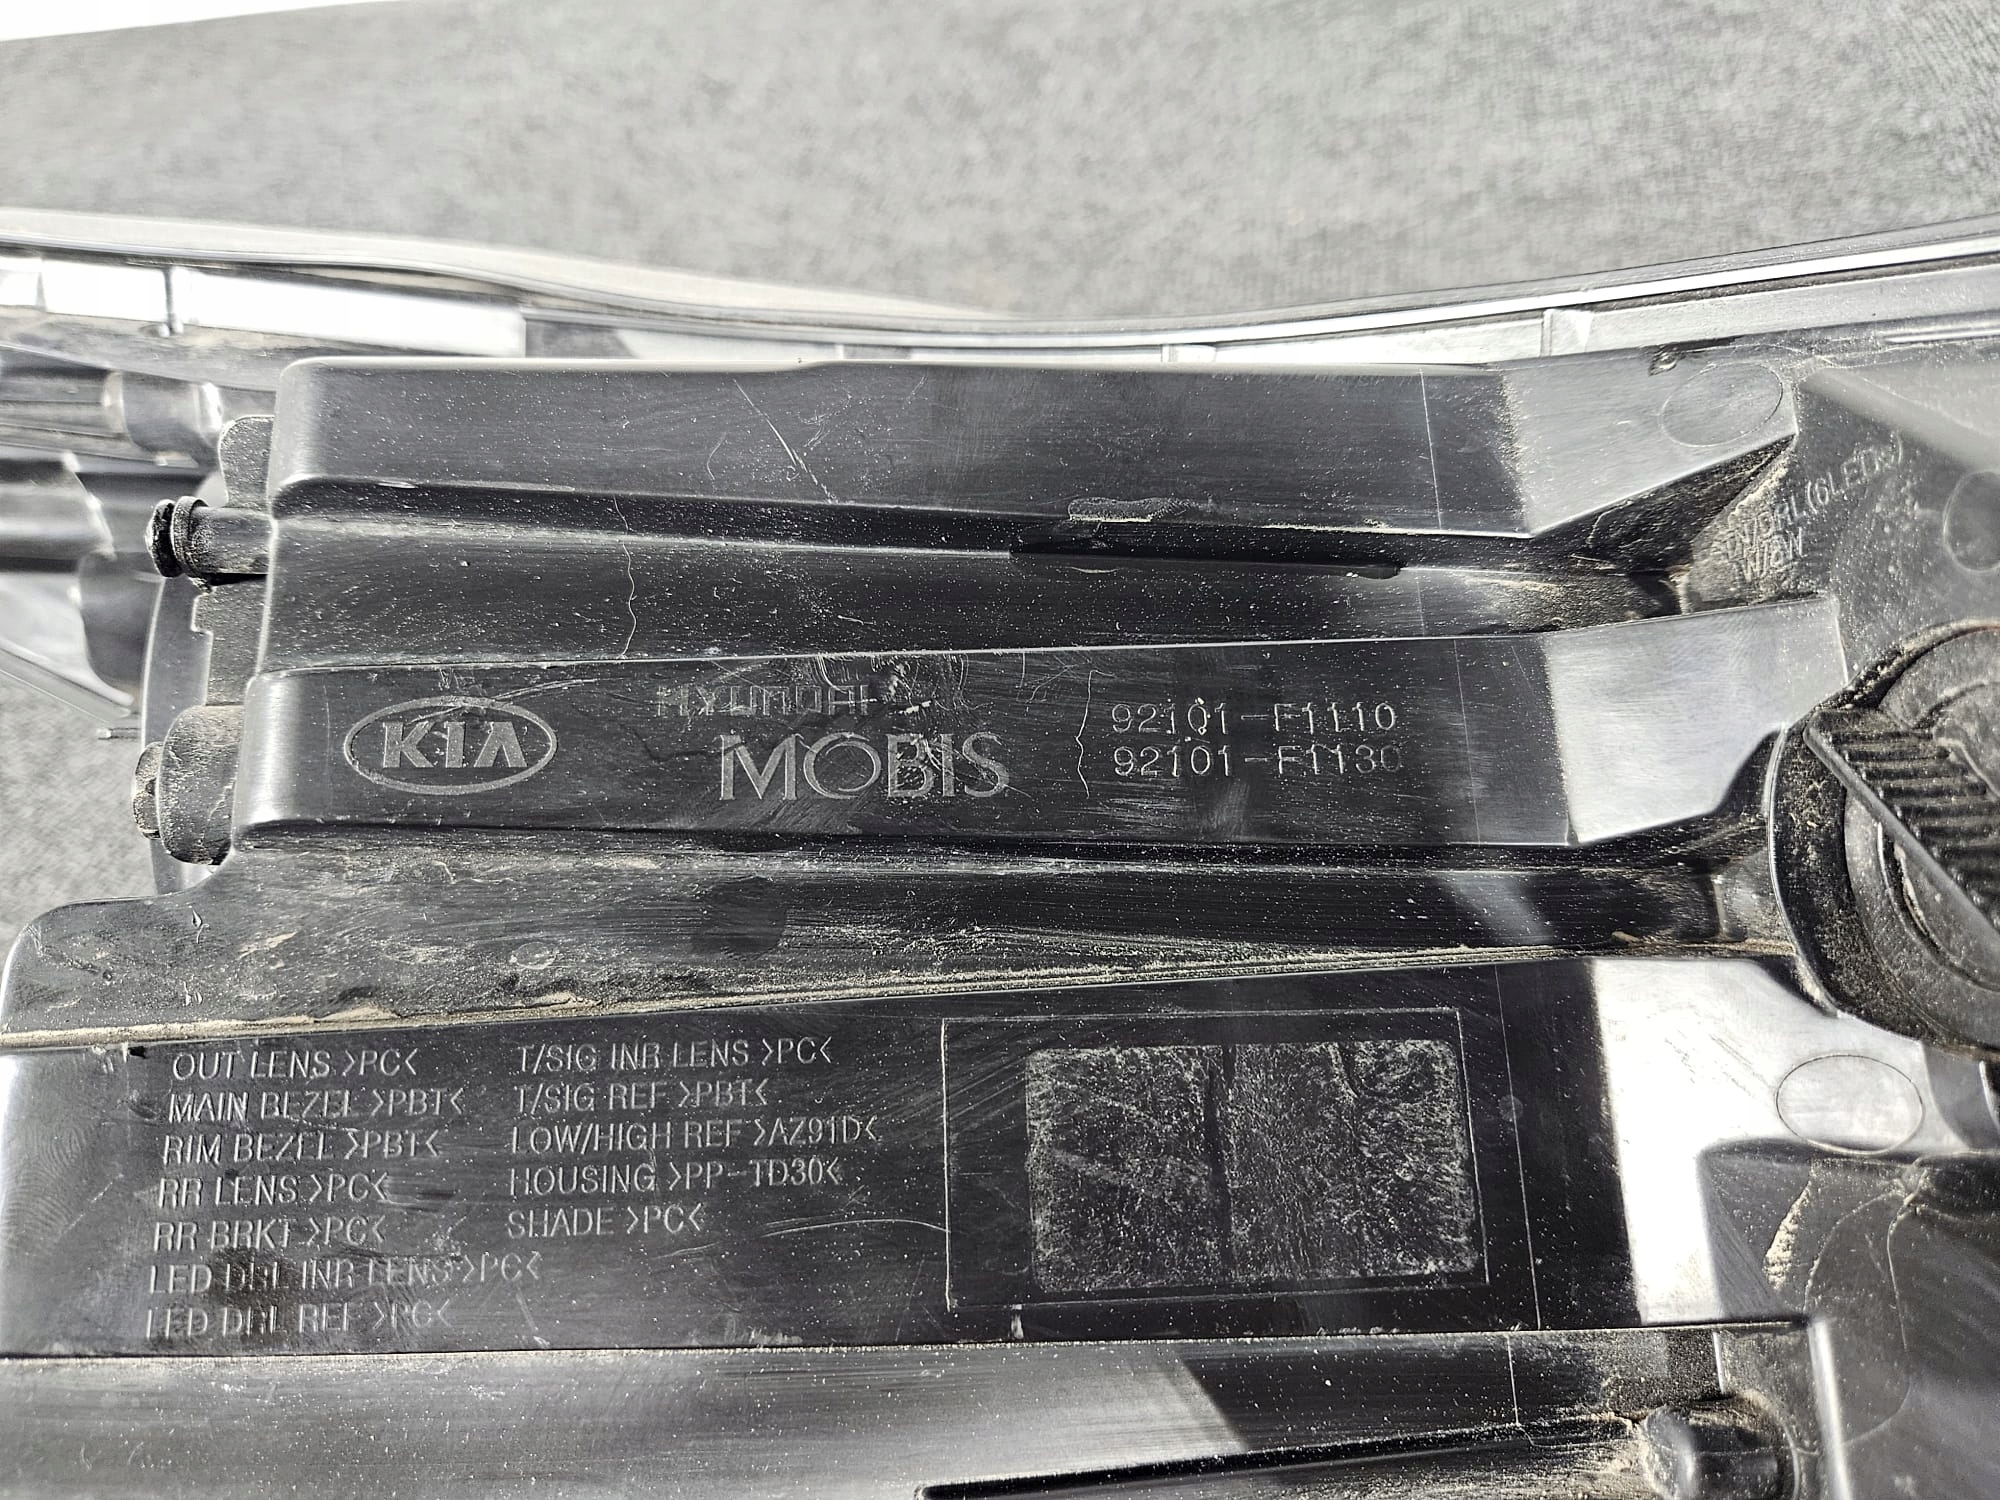 DRL(6LED)
KIA
HYUNDAI
MOBIS
92101-F1110
92101-F1130
OUT LENS >PC<
MAIN BEZEL >PBT<
RIM BEZEL >PBT<
RR LENS >PC<
RR BRKT >PC<
LED DRL INR LENS >PC<
LED DRL REF >PC<
T/SIG INR LENS >PC<
T/SIG REF >PBT<
LOW/HIGH REF >AZ91D<
HOUSING >PP-TD30<
SHADE >PC<